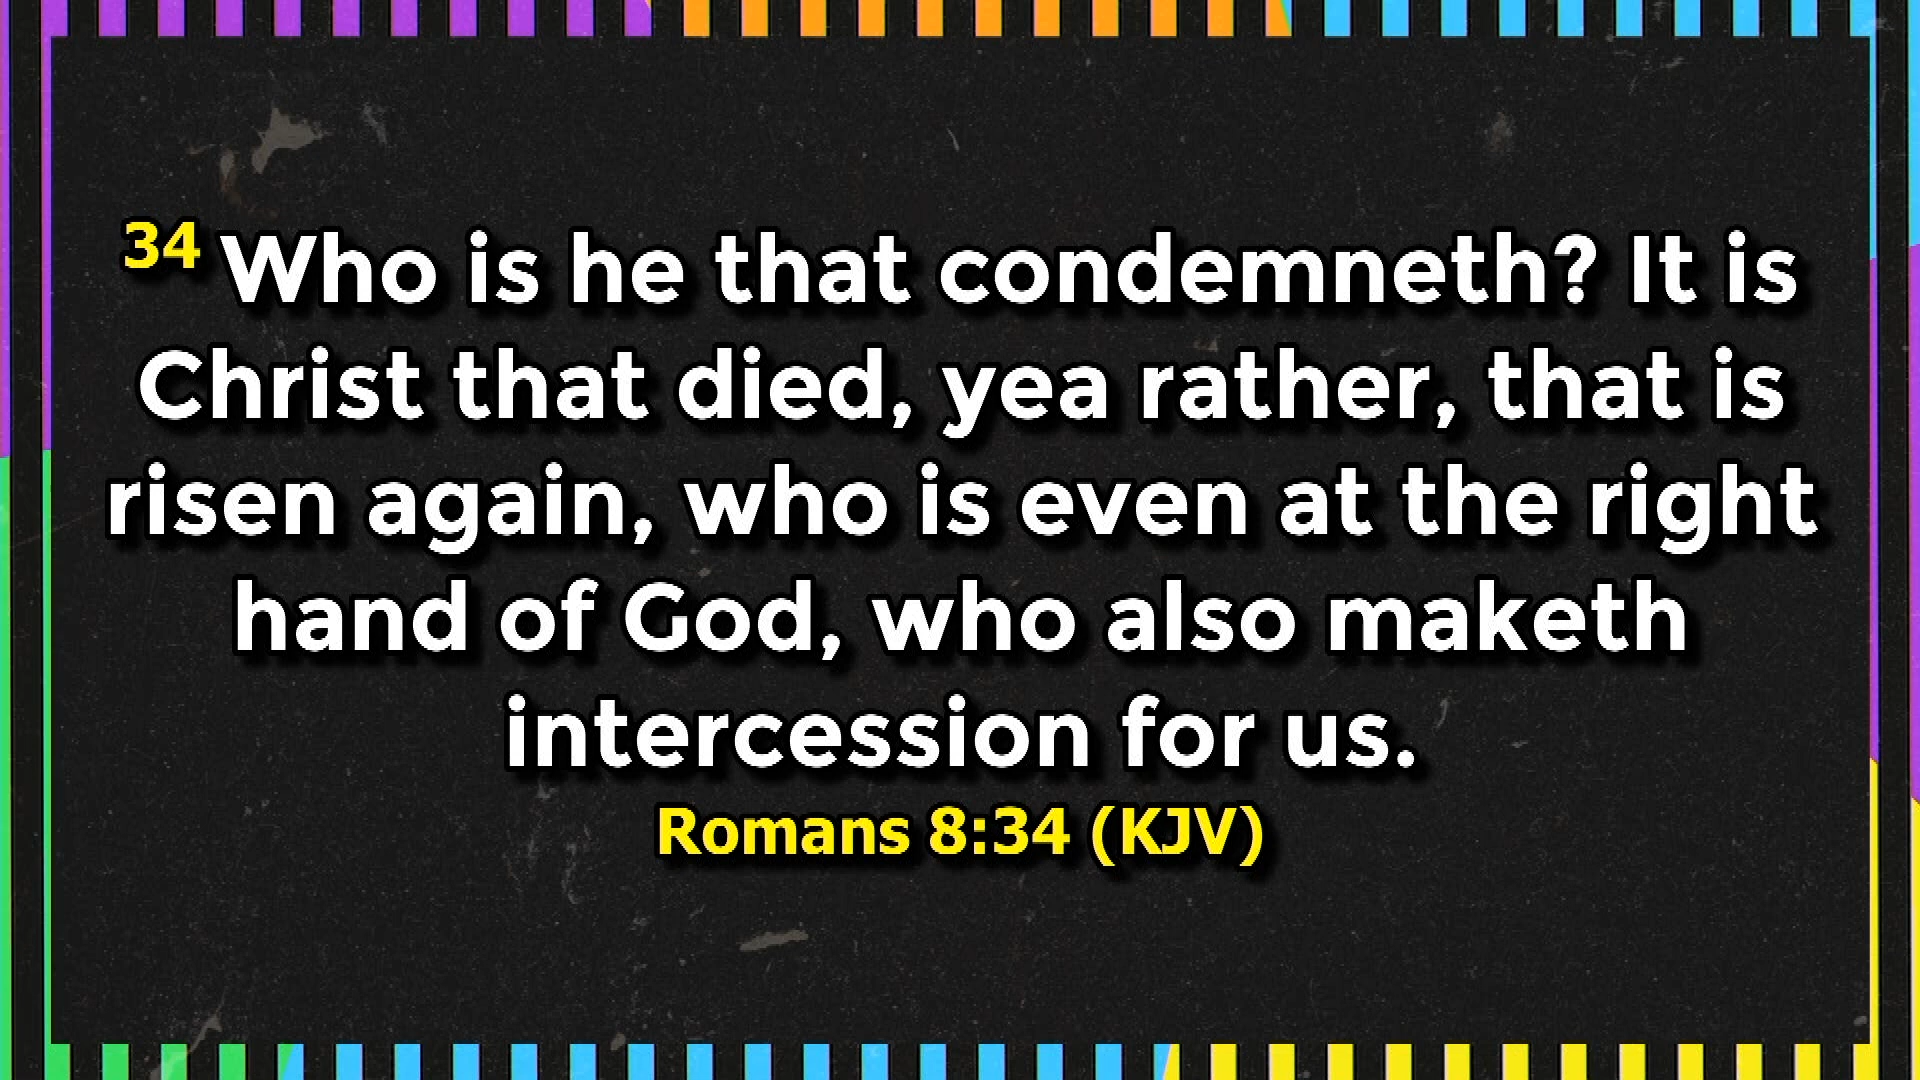 34 Who is he that condemneth? It is
Christ that died, yea rather, that is
risen again, who is even at the right
hand of God, who also maketh
intercession for us.
Romans 8:34 (KJV)